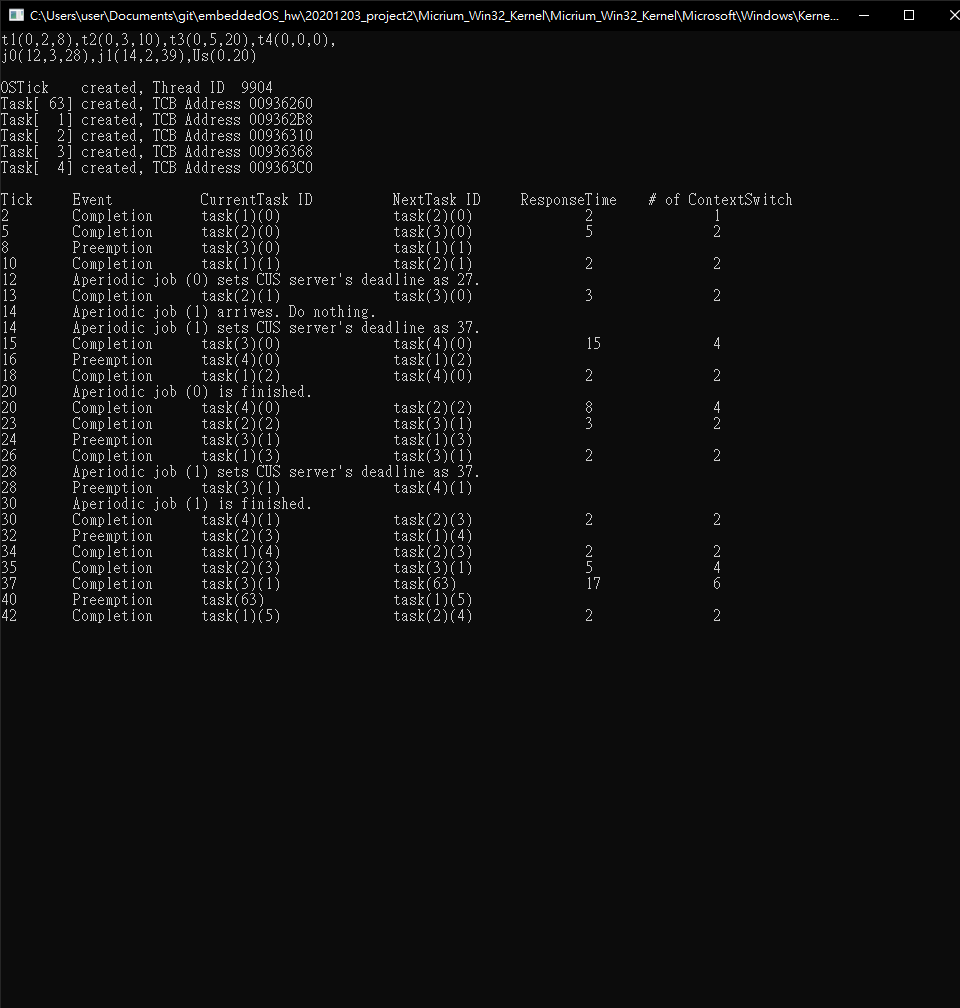 C:\Users\user\Documents\git\embeddedOS_hw\20201203_project2\Micrium_Win32_Kernel\Micrium_Win32_Kernel\Microsoft\Windows\Kerne...
t1(0,2,8),t2(0,3,10),t3(0,5,20),t4(0,0,0),
j0(12,3,28),j1(14,2,39),Us(0.20)
OSTick    created, Thread ID  9904
Task[ 63] created, TCB Address 00936260
Task[  1] created, TCB Address 009362B8
Task[  2] created, TCB Address 00936310
Task[  3] created, TCB Address 00936368
Task[  4] created, TCB Address 009363C0
Tick     Event           CurrentTask ID          NextTask ID     ResponseTime    # of ContextSwitch
2        Completion      task(1)(0)              task(2)(0)              2               1
5        Completion      task(2)(0)              task(3)(0)              5               2
8        Preemption      task(3)(0)              task(1)(1)
10       Completion      task(1)(1)              task(2)(1)              2               2
12       Aperiodic job (0) sets CUS server's deadline as 27.
13       Completion      task(2)(1)              task(3)(0)              3               2
14       Aperiodic job (1) arrives. Do nothing.
14       Aperiodic job (1) sets CUS server's deadline as 37.
15       Completion      task(3)(0)              task(4)(0)              15              4
16       Preemption      task(4)(0)              task(1)(2)
18       Completion      task(1)(2)              task(4)(0)              2               2
20       Aperiodic job (0) is finished.
20       Completion      task(4)(0)              task(2)(2)              8               4
23       Completion      task(2)(2)              task(3)(1)              3               2
24       Preemption      task(3)(1)              task(1)(3)
26       Completion      task(1)(3)              task(3)(1)              2               2
28       Aperiodic job (1) sets CUS server's deadline as 37.
28       Preemption      task(3)(1)              task(4)(1)
30       Aperiodic job (1) is finished.
30       Completion      task(4)(1)              task(2)(3)              2               2
32       Preemption      task(2)(3)              task(1)(4)
34       Completion      task(1)(4)              task(2)(3)              2               2
35       Completion      task(2)(3)              task(3)(1)              5               4
37       Completion      task(3)(1)              task(63)                17              6
40       Preemption      task(63)                task(1)(5)
42       Completion      task(1)(5)              task(2)(4)              2               2